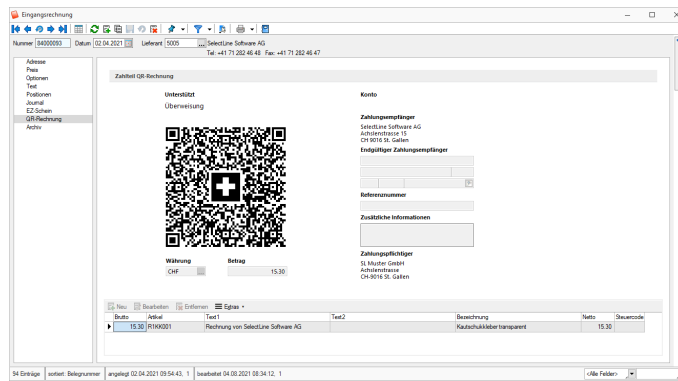 Eingangsrechnung
Nummer 84000093 Datum 02.04.2021 Lieferant 5005 ... SelectLine Software AG
Tel: +41 71 282 46 48 Fax: +41 71 282 46 47
Adresse
Preis
Optionen
Text
Positionen
Journal
EZ-Schein
QR-Rechnung
Archiv
Zahlteil QR-Rechnung
Unterstützt
Überweisung
Konto
Zahlungsempfänger
SelectLine Software AG
Achslenstrasse 15
CH 9016 St. Gallen
Endgültiger Zahlungsempfänger
Referenznummer
Zusätzliche Informationen
Währung Betrag
CHF ... 15.30
Zahlungspflichtiger
SL Muster GmbH
Achslenstrasse
CH-9016 St. Gallen
Neu Bearbeiten Entfernen Extras
Brutto Artikel Text1 Text2 Bezeichnung Netto Steuercode
15.30 R1KK001 Rechnung von SelectLine Software AG Kautschukkleber transparent 15.30
94 Einträge sortiert: Belegnummer angelegt 02.04.2021 09:54:43, 1 bearbeitet 04.08.2021 08:34:12, 1 <Alle Felder>